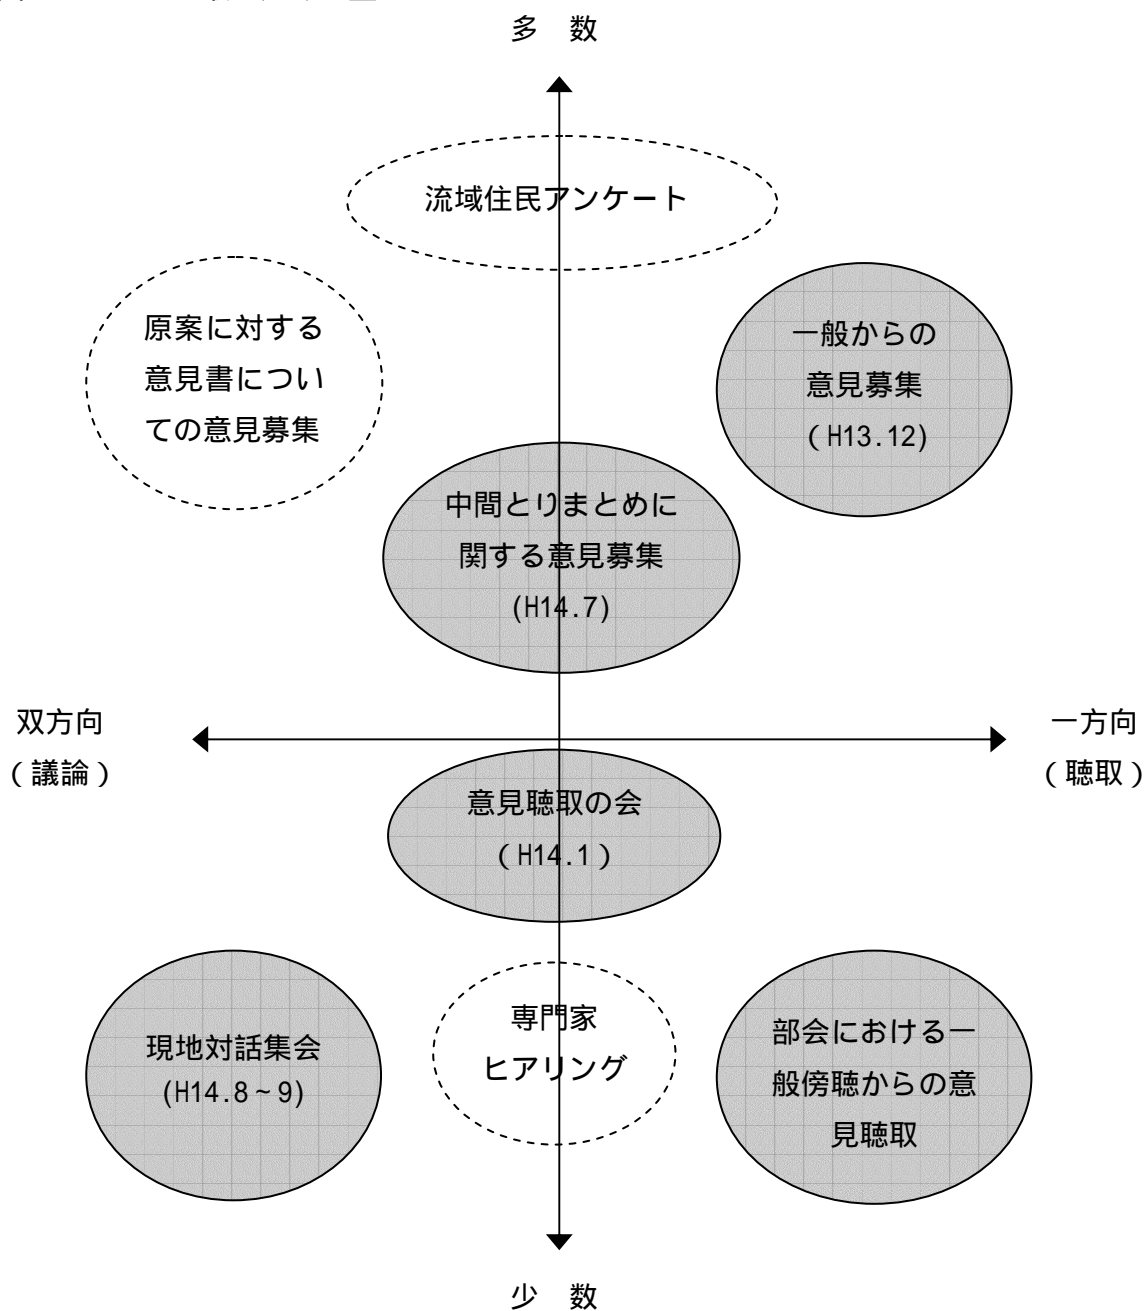 多　数
流域住民アンケート
原案に対する
意見書につい
ての意見募集
一般からの
意見募集
（H13.12)
中間とりまとめに
関する意見募集
(H14.7)
双方向
（議論）
一方向
（聴取）
意見聴取の会
（H14.1）
現地対話集会
(H14.8～9)
専門家
ヒアリング
部会における一
般傍聴からの意
見聴取
少　数